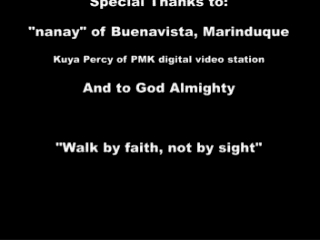 Special Thanks to:
"nanay" of Buenavista, Marinduque
Kuya Percy of PMK digital video station
And to God Almighty
"Walk by faith, not by sight"